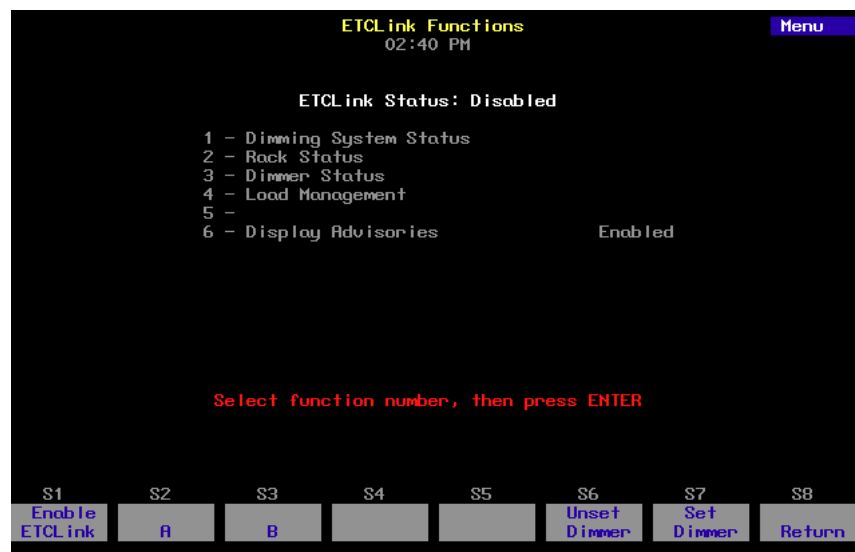 ETCLink Functions
Menu
02:40 PM
ETCLink Status: Disabled
1 - Dimming System Status
2 - Rack Status
3 - Dimmer Status
4 - Load Management
5 -
6 - Display Advisories Enabled
Select function number, then press ENTER
S1 S2 S3 S4 S5 S6 S7 S8
Enable Unset Set
ETCLink A B Dimmer Dimmer Return